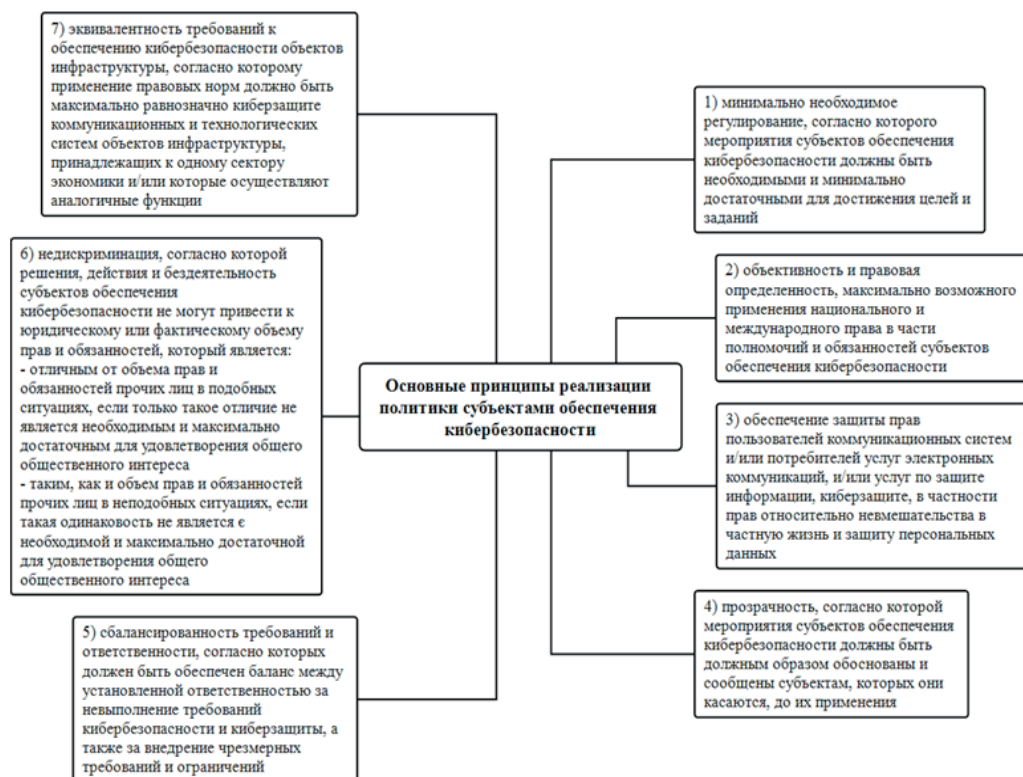 Основные принципы реализации
политики субъектами обеспечения
кибербезопасности
1) минимально необходимое
регулирование, согласно которого
мероприятия субъектов обеспечения
кибербезопасности должны быть
необходимыми и минимально
достаточными для достижения целей и
заданий
2) объективность и правовая
определенность, максимально возможного
применения национального и
международного права в части
полномочий и обязанностей субъектов
обеспечения кибербезопасности
3) обеспечение защиты прав
пользователей коммуникационных систем
и/или потребителей услуг электронных
коммуникаций, и/или услуг по защите
информации, киберзащите, в частности
прав относительно невмешательства в
частную жизнь и защиту персональных
данных
4) прозрачность, согласно которой
мероприятия субъектов обеспечения
кибербезопасности должны быть
должным образом обоснованы и
сообщены субъектам, которых они
касаются, до их применения
5) сбалансированность требований и
ответственности, согласно которых
должен быть обеспечен баланс между
установленной ответственностью за
невыполнение требований
кибербезопасности и киберзащиты, а
также за внедрение чрезмерных
требований и ограничений
6) недискриминация, согласно которой
решения, действия и бездеятельность
субъектов обеспечения
кибербезопасности не могут привести к
юридическому или фактическому объему
прав и обязанностей, который является:
- отличным от объема прав и
обязанностей прочих лиц в подобных
ситуациях, если только такое отличие не
является необходимым и максимально
достаточным для удовлетворения общего
общественного интереса
- таким, как и объем прав и обязанностей
прочих лиц в неподобных ситуациях, если
такая одинаковость не является є
необходимой и максимально достаточной
для удовлетворения общего
общественного интереса
7) эквивалентность требований к
обеспечению кибербезопасности объектов
инфраструктуры, согласно которому
применение правовых норм должно быть
максимально равнозначно киберзащите
коммуникационных и технологических
систем объектов инфраструктуры,
принадлежащих к одному сектору
экономики и/или которые осуществляют
аналогичные функции